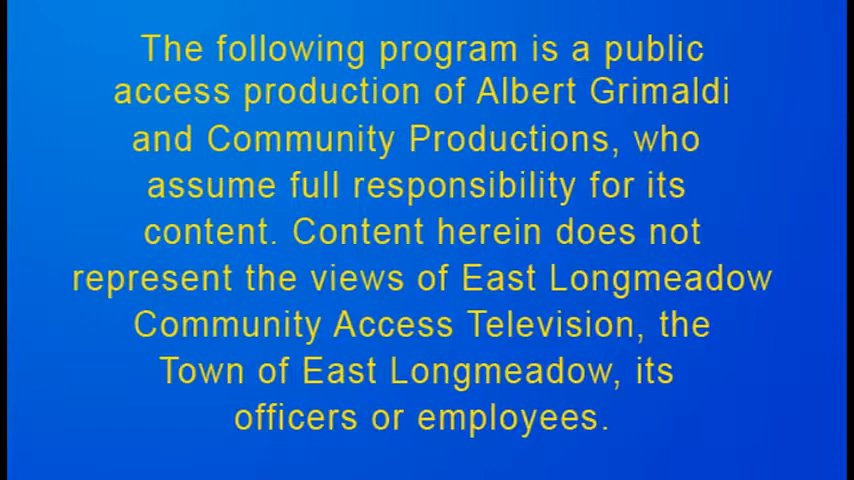 The following program is a public
access production of Albert Grimaldi
and Community Productions, who
assume full responsibility for its
content. Content herein does not
represent the views of East Longmeadow
Community Access Television, the
Town of East Longmeadow, its
officers or employees.